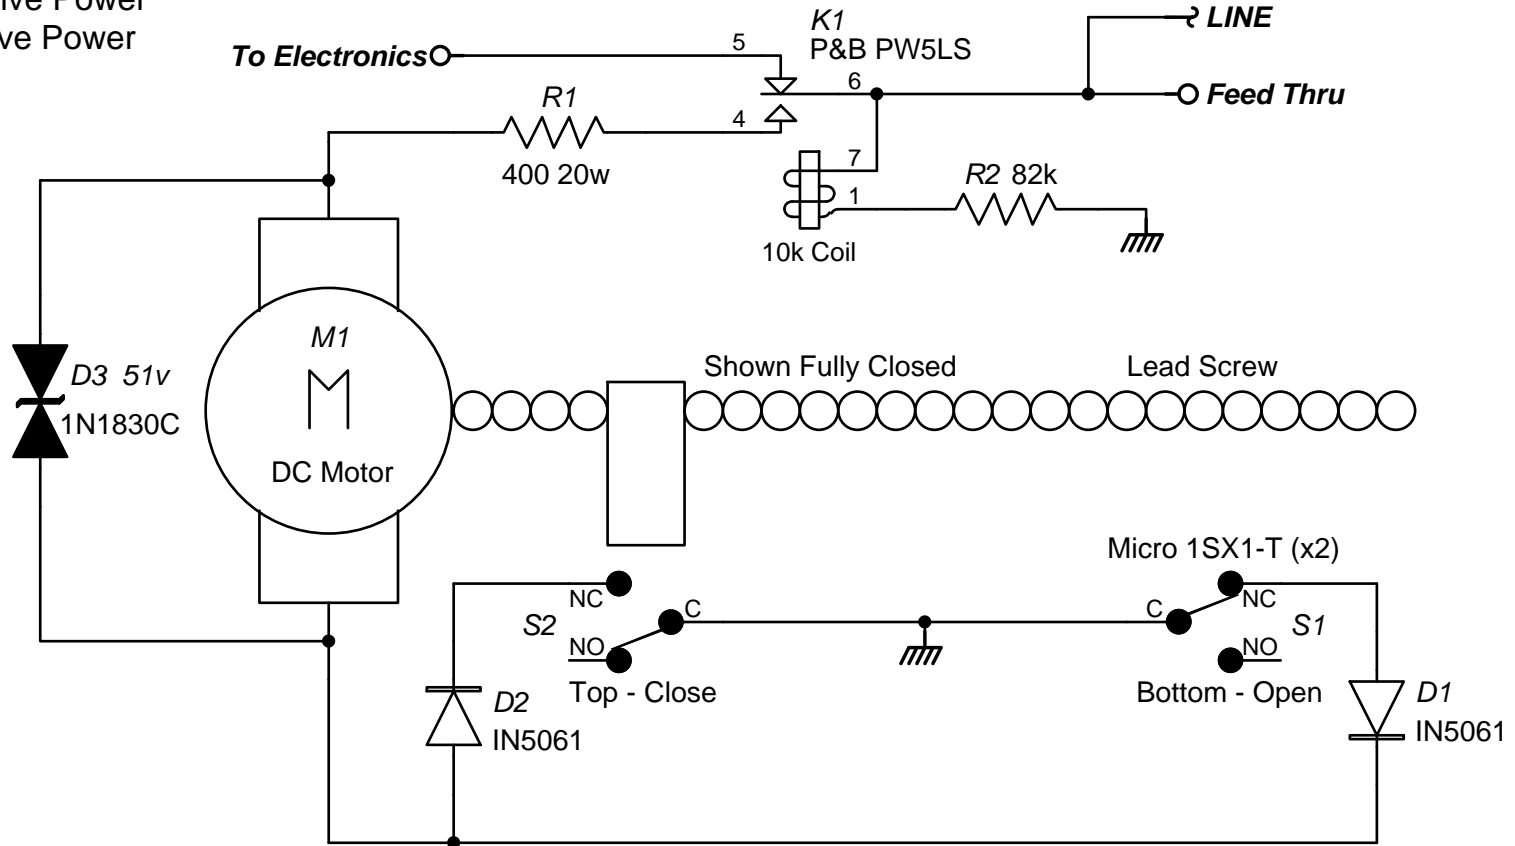 ive Power
ve Power
To Electronics
5
K1
P&B PW5LS
LINE
6
Feed Thru
R1
4
400 20w
7
1
R2 82k
10k Coil
M1
DC Motor
D3 51v
1N1830C
Shown Fully Closed
Lead Screw
Micro 1SX1-T (x2)
NC
S2
C
NO
Top - Close
C
NC
S1
NO
Bottom - Open
D2
IN5061
D1
IN5061